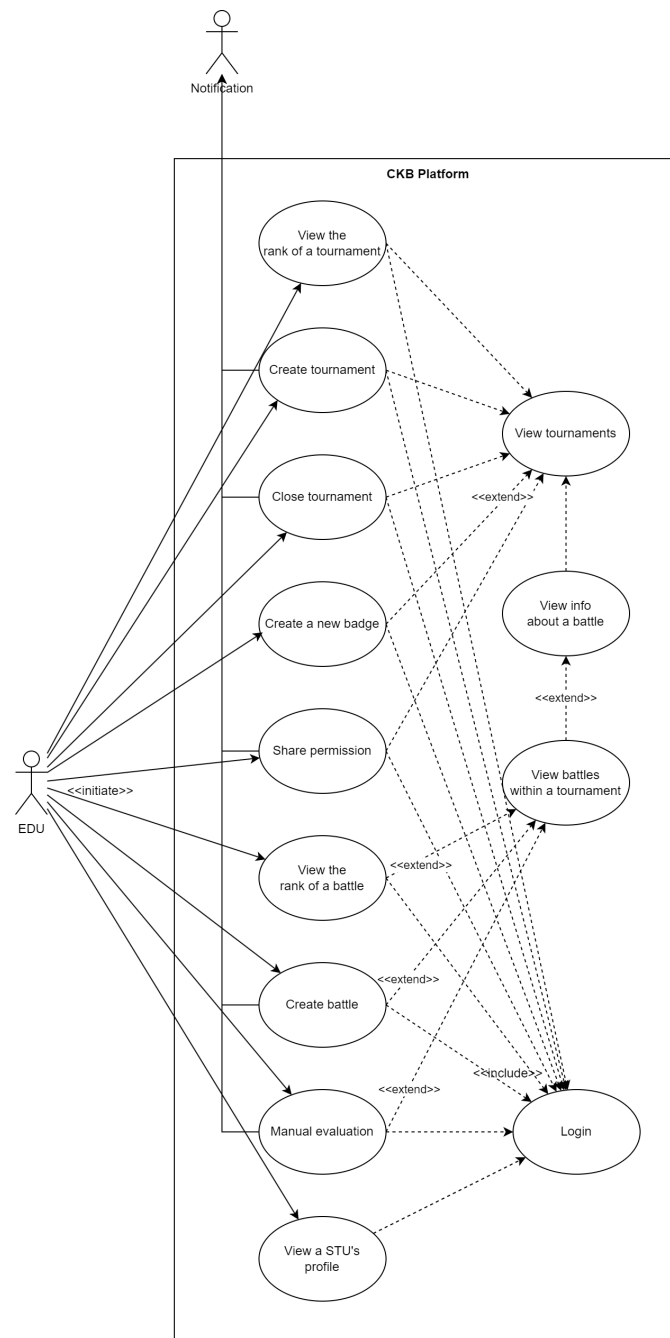 Notification
CKB Platform
View the
rank of a tournament
Create tournament
View tournaments
Close tournament
<<extend>>
View info
about a battle
Create a new badge
<<extend>>
Share permission
View battles
within a tournament
<<initiate>>
EDU
<<extend>>
View the
rank of a battle
<<extend>>
Create battle
<<include>>
<<extend>>
Manual evaluation
Login
View a STU's
profile